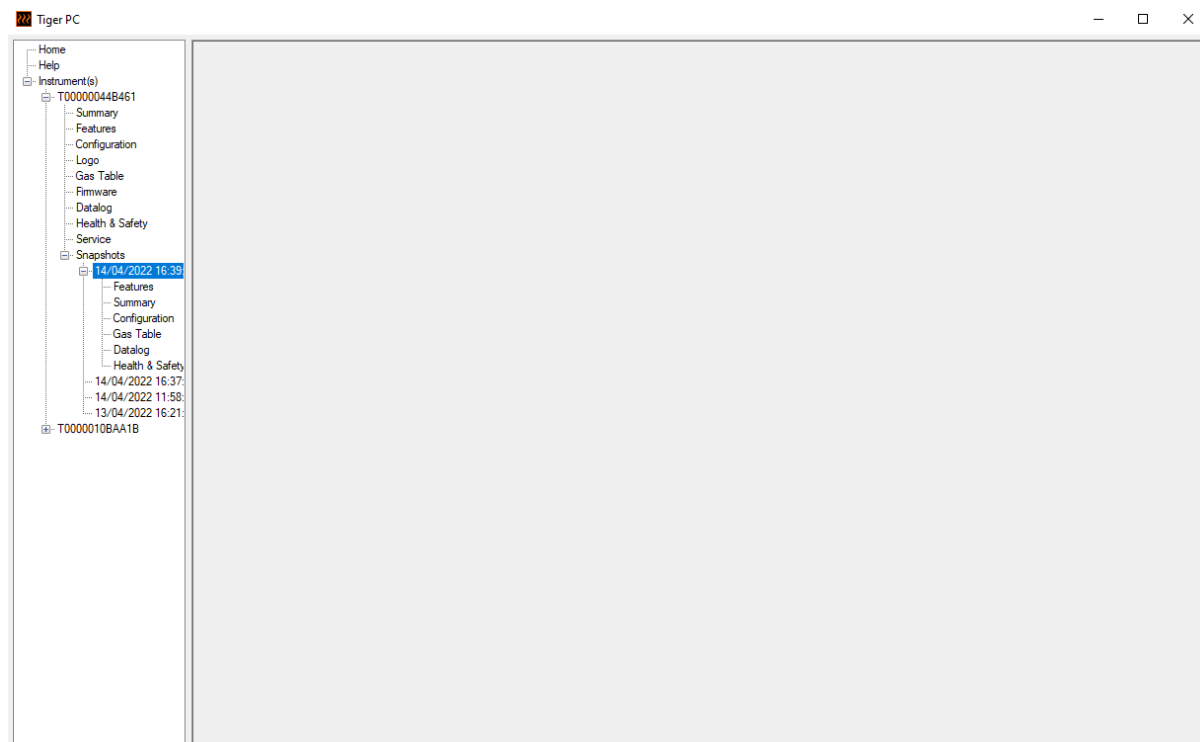 Tiger PC
Home
Help
Instrument(s)
T00000044B461
Summary
Features
Configuration
Logo
Gas Table
Firmware
Datalog
Health & Safety
Service
Snapshots
14/04/2022 16:39:
Features
Summary
Configuration
Gas Table
Datalog
Health & Safety
14/04/2022 16:37:
14/04/2022 11:58:
13/04/2022 16:21:
T0000010BAA1B